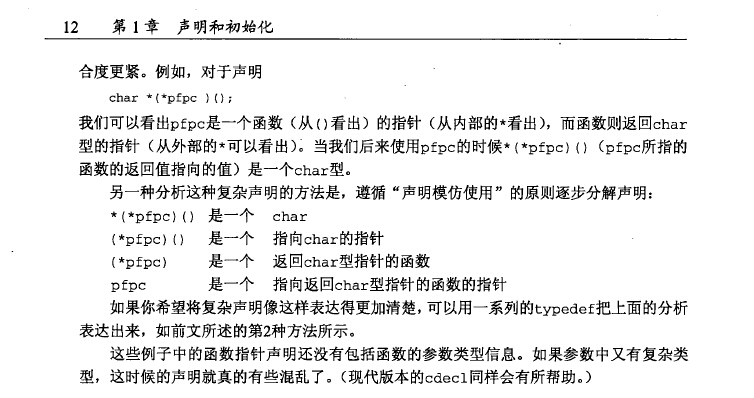 12 第1章 声明和初始化
合度更紧。例如，对于声明
char *(*pfpc )();
我们可以看出pfpc是一个函数（从()看出）的指针（从内部的*看出），而函数则返回char
型的指针（从外部的*可以看出）。当我们后来使用pfpc的时候*(*pfpc)()（pfpc所指的
函数的返回值指向的值）是一个char型。
另一种分析这种复杂声明的方法是，遵循“声明模仿使用”的原则逐步分解声明：
*(*pfpc)() 是一个 char
(*pfpc)() 是一个 指向char的指针
(*pfpc) 是一个 返回char型指针的函数
pfpc 是一个 指向返回char型指针的函数的指针
如果你希望将复杂声明像这样表达得更加清楚，可以用一系列的typedef把上面的分析
表达出来，如前文所述的第2种方法所示。
这些例子中的函数指针声明还没有包括函数的参数类型信息。如果参数中又有复杂类
型，这时候的声明就真的有些混乱了。（现代版本的cdecl同样会有所帮助。）